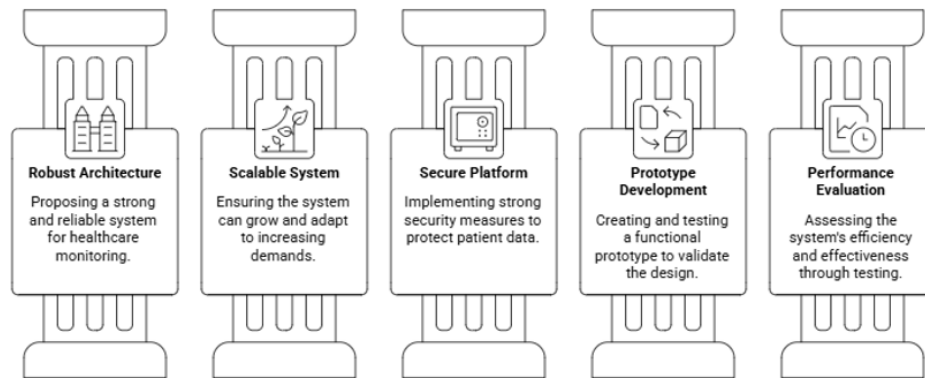 Robust Architecture
Proposing a strong
and reliable system
for healthcare
monitoring.
Scalable System
Ensuring the system
can grow and adapt
to increasing
demands.
Secure Platform
Implementing strong
security measures to
protect patient data.
Prototype
Development
Creating and testing
a functional
prototype to validate
the design.
Performance
Evaluation
Assessing the
system's efficiency
and effectiveness
through testing.